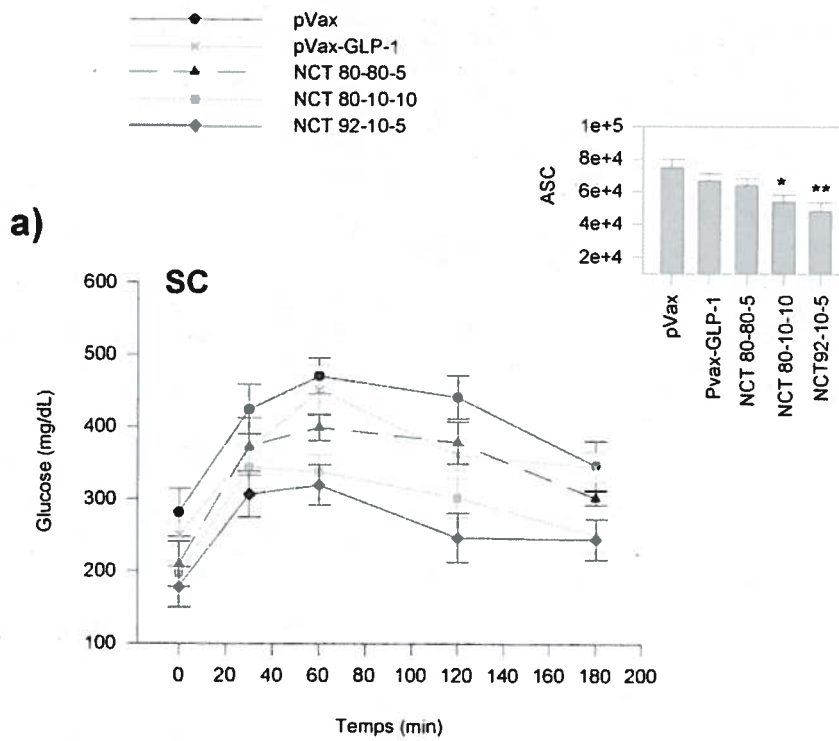 pVax
pVax-GLP-1
NCT 80-80-5
NCT 80-10-10
NCT 92-10-5
1e+5
8e+4
6e+4
4e+4
2e+4
ASC
*
**
pVax
Pvax-GLP-1
NCT 80-80-5
NCT 80-10-10
NCT92-10-5
a)
SC
600
500
400
300
200
100
Glucose (mg/dL)
0 20 40 60 80 100 120 140 160 180 200
Temps (min)